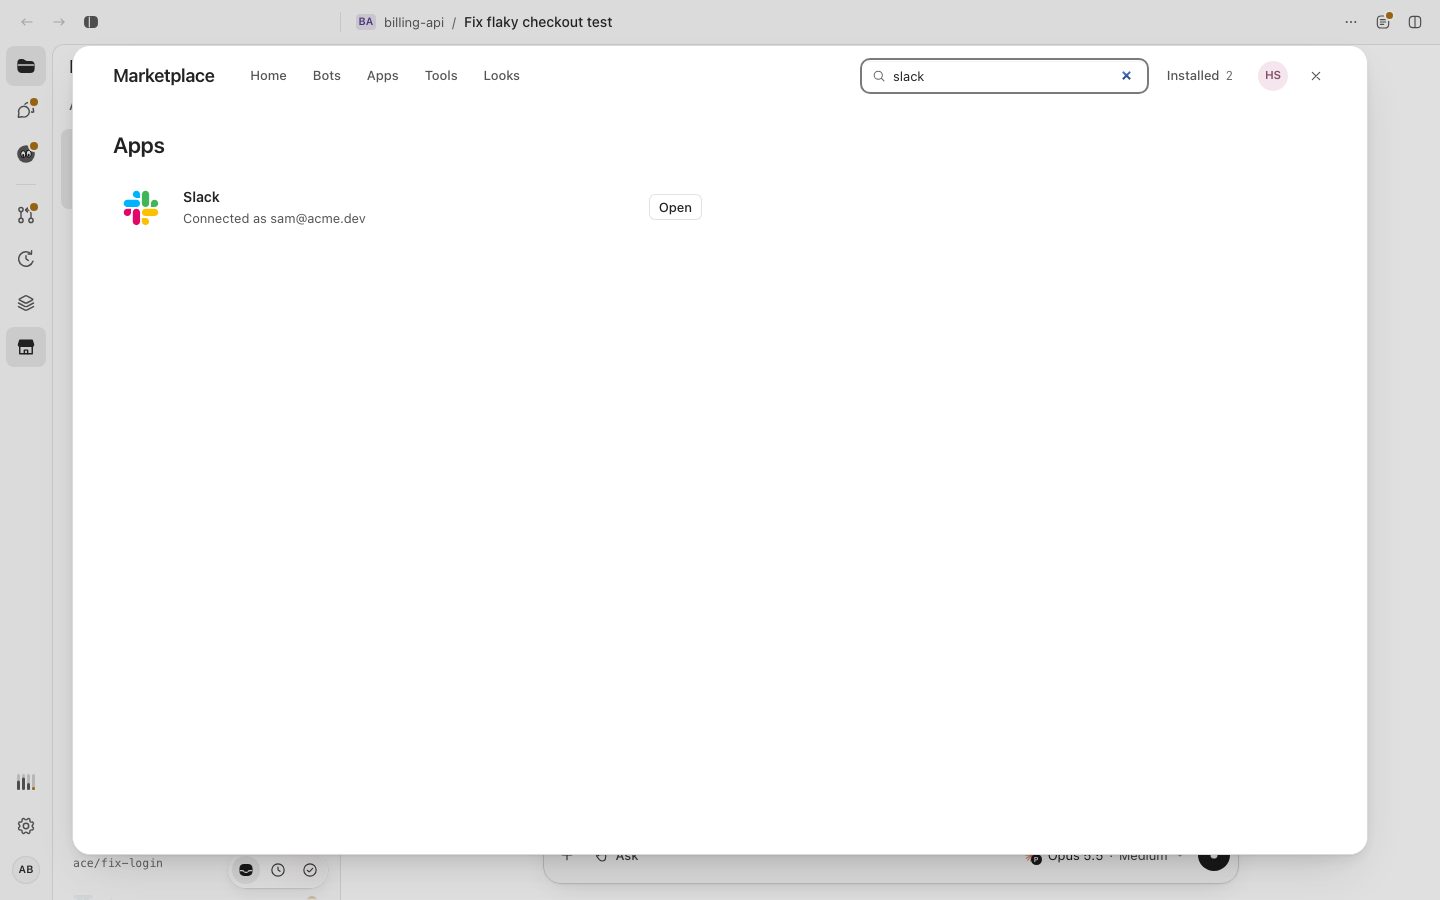 BA billing-api / Fix flaky checkout test
Marketplace Home Bots Apps Tools Looks
slack
Installed 2
HS
Apps
Slack
Connected as sam@acme.dev
Open
ace/fix-login
AB
Ask
Opus 5.5 · Medium